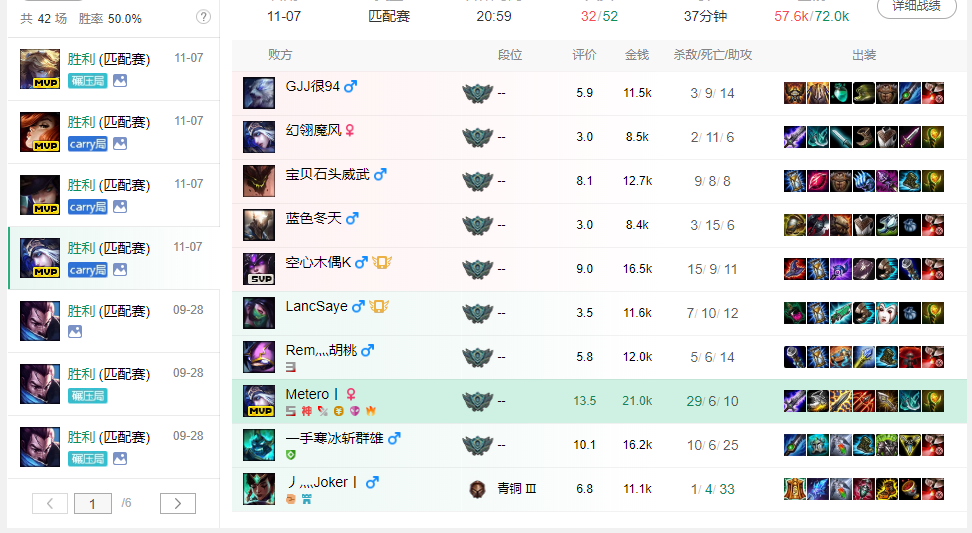 共 42 场 胜率 50.0% ?
胜利 (匹配赛) 11-07
MVP 碾压局
胜利 (匹配赛) 11-07
MVP carry局
胜利 (匹配赛) 11-07
MVP carry局
胜利 (匹配赛) 11-07
MVP carry局
胜利 (匹配赛) 09-28
胜利 (匹配赛) 09-28
碾压局
胜利 (匹配赛) 09-28
碾压局
< 1 /6 >
11-07 匹配赛 20:59 32/52 37分钟 57.6k/72.0k 详细战绩
败方 段位 评价 金钱 杀敌/死亡/助攻 出装
GJJ很94 -- 5.9 11.5k 3/ 9/ 14
幻翎魔风 -- 3.0 8.5k 2/ 11/ 6
宝贝石头威武 -- 8.1 12.7k 9/ 8/ 8
蓝色冬天 -- 3.0 8.4k 3/ 15/ 6
空心木偶K -- 9.0 16.5k 15/ 9/ 11
SVP
LancSaye -- 3.5 11.6k 7/ 10/ 12
Rem灬胡桃 -- 5.8 12.0k 5/ 6/ 14
3
Metero丨 -- 13.5 21.0k 29/ 6/ 10
MVP 5 神
一手寒冰斩群雄 -- 10.1 16.2k 10/ 6/ 25
丿灬Joker丨 青铜 III 6.8 11.1k 1/ 4/ 33